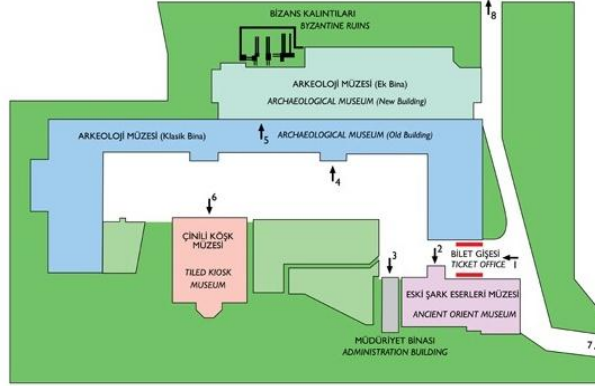 BİZANS KALINTILARI
BYZANTINE RUINS
8
ARKEOLOJİ MÜZESİ (Ek Bina)
ARCHAEOLOGICAL MUSEUM (New Building)
ARKEOLOJİ MÜZESİ (Klasik Bina)
ARCHAEOLOGICAL MUSEUM (Old Building)
5
4
6
ÇİNİLİ KÖŞK
MÜZESİ
TILED KIOSK
MUSEUM
3
2
BİLET GİŞESİ
TICKET OFFICE
1
ESKİ ŞARK ESERLERİ MÜZESİ
ANCIENT ORIENT MUSEUM
MÜDÜRİYET BİNASI
ADMINISTRATION BUILDING
7